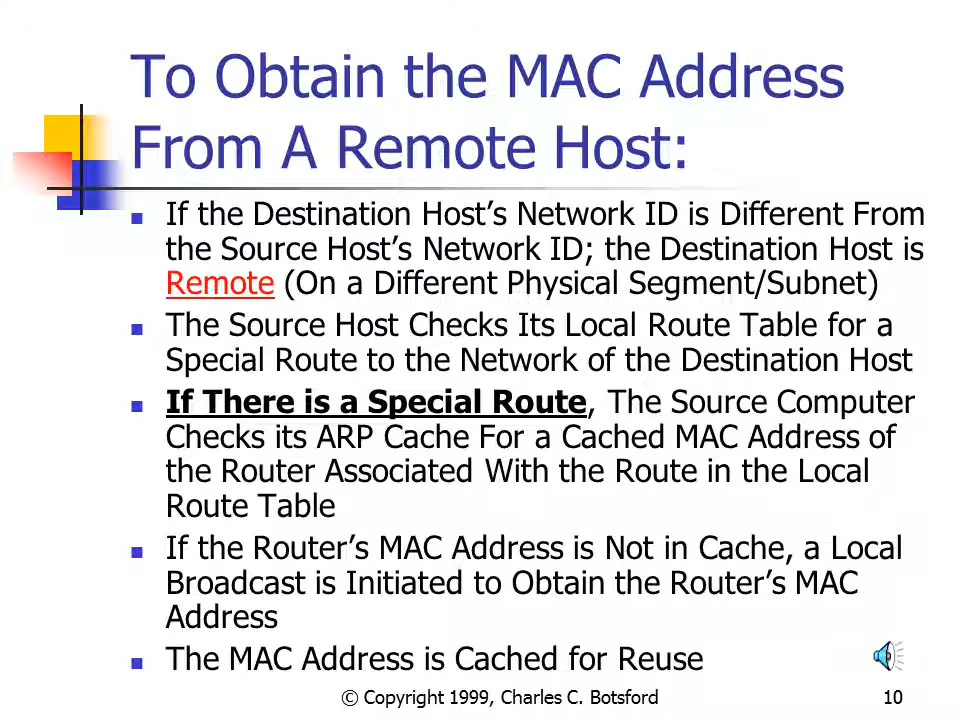 To Obtain the MAC Address
From A Remote Host:
If the Destination Host’s Network ID is Different From
the Source Host’s Network ID; the Destination Host is
Remote (On a Different Physical Segment/Subnet)
The Source Host Checks Its Local Route Table for a
Special Route to the Network of the Destination Host
If There is a Special Route, The Source Computer
Checks its ARP Cache For a Cached MAC Address of
the Router Associated With the Route in the Local
Route Table
If the Router’s MAC Address is Not in Cache, a Local
Broadcast is Initiated to Obtain the Router’s MAC
Address
The MAC Address is Cached for Reuse
© Copyright 1999, Charles C. Botsford
10